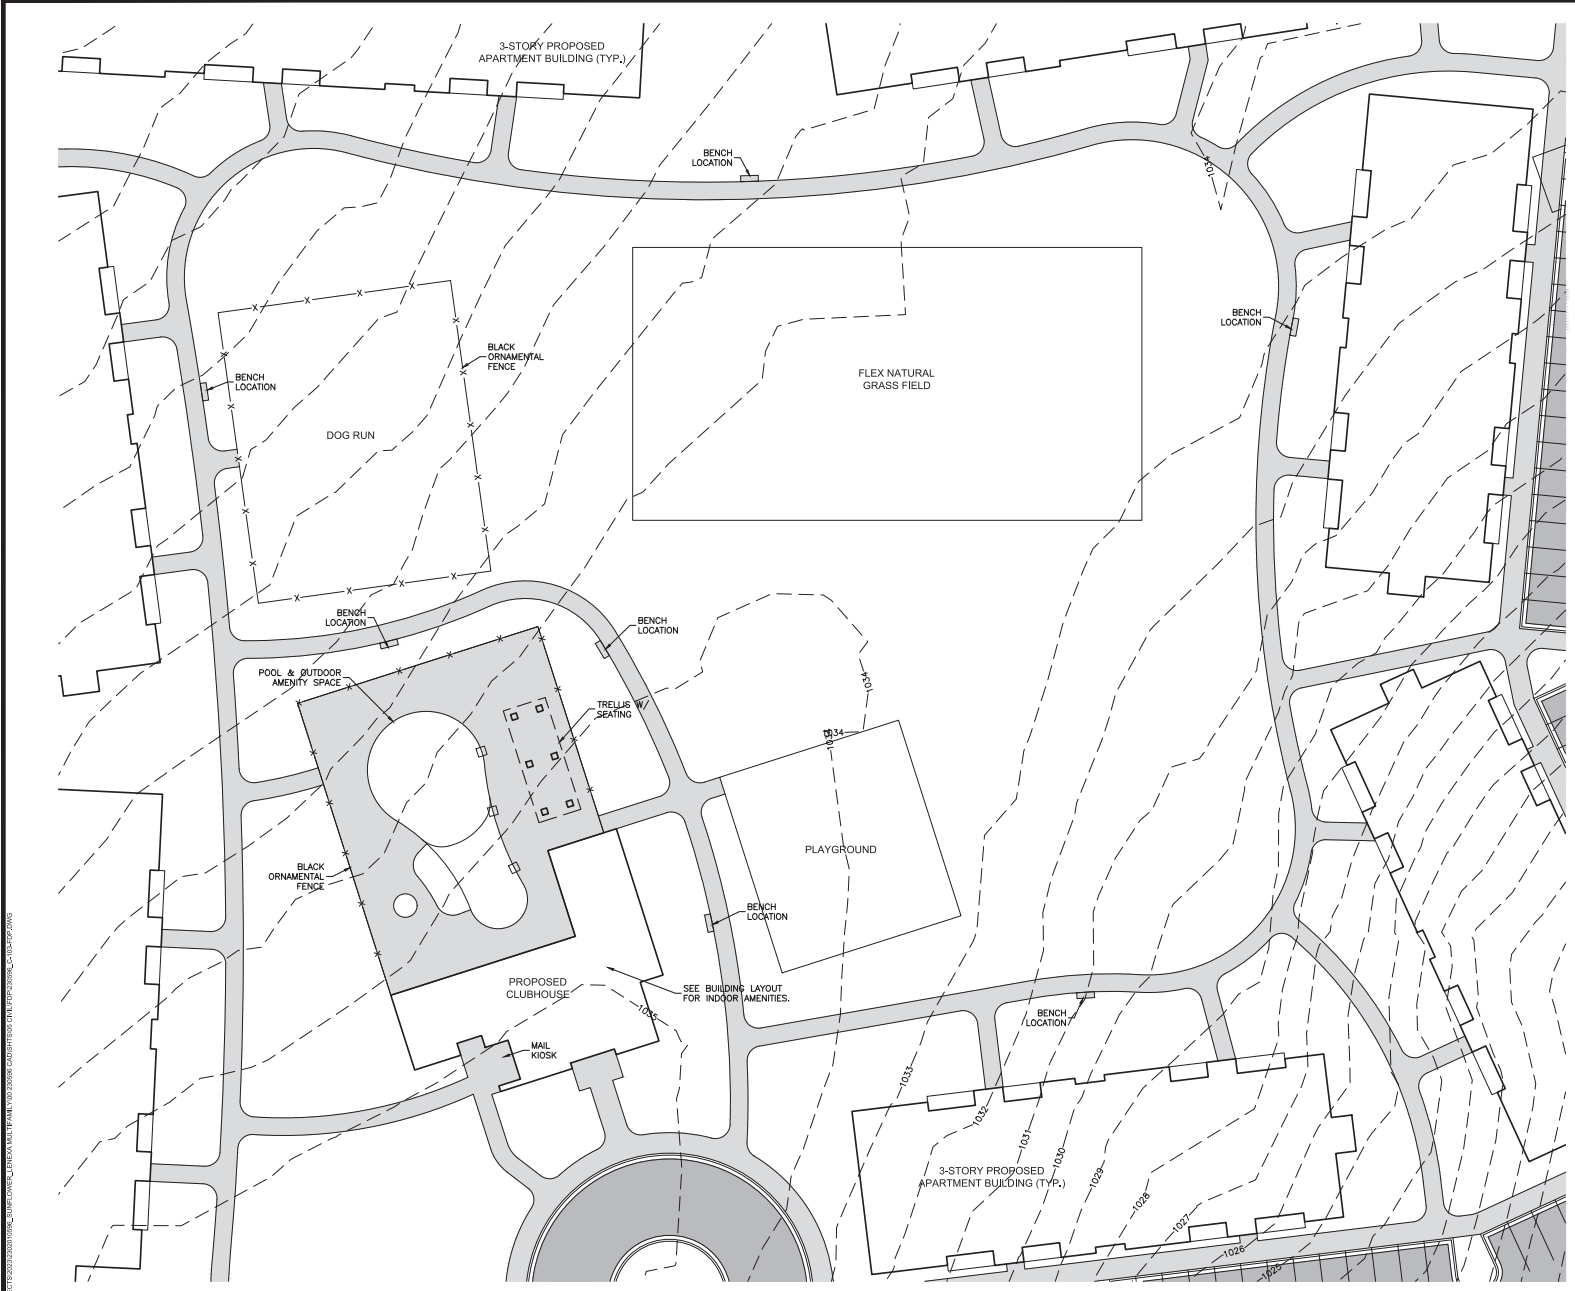 3-STORY PROPOSED
APARTMENT BUILDING (TYP.)
BENCH
LOCATION
1034
BENCH
LOCATION
BLACK
ORNAMENTAL
FENCE
FLEX NATURAL
GRASS FIELD
BENCH
LOCATION
DOG RUN
BENCH
LOCATION
BENCH
LOCATION
POOL & OUTDOOR
AMENITY SPACE
1034
TRELLIS W
SEATING
1034
1034
PLAYGROUND
BLACK
ORNAMENTAL
FENCE
BENCH
LOCATION
PROPOSED
CLUBHOUSE
SEE BUILDING LAYOUT
FOR INDOOR AMENITIES.
1035
BENCH
LOCATION
MAIL
KIOSK
1033
1032
1031
1030
1029
1028
1027
1026
1025
3-STORY PROPOSED
APARTMENT BUILDING (TYP.)